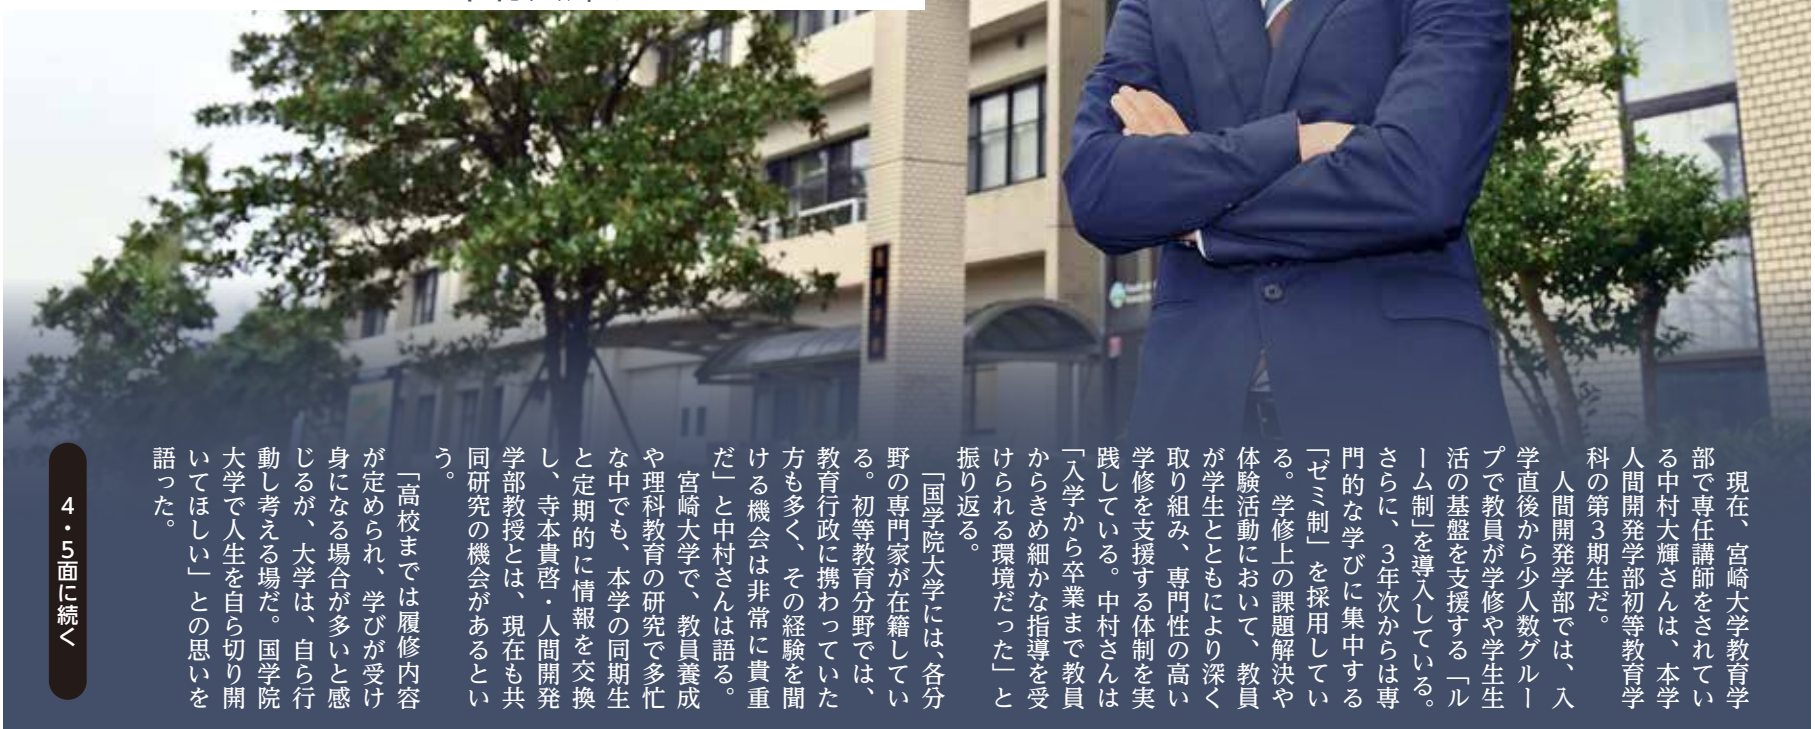 現在、宮崎大学教育学
部で専任講師をされてい
る中村大輝さんは、本学
人間開発学部初等教育学
科の第3期生だ。
人間開発学部では、入
学直後から少人数グルー
プで教員が学修や学生生
活の基盤を支援する「ル
ーム制」を導入している。
さらに、3年次からは専
門的な学びに集中する
「ゼミ制」を採用してい
る。学修上の課題解決や
体験活動において、教員
が学生とともにより深く
取り組み、専門性の高い
学修を支援する体制を実
践している。中村さんは
「入学から卒業まで教員
からきめ細かな指導を受
けられる環境だった」と
振り返る。
「国学院大学には、各分
野の専門家が在籍してい
る。初等教育分野では、
教育行政に携わっていた
方も多く、その経験を聞
ける機会は非常に貴重
だ」と中村さんは語る。
宮崎大学で、教員養成
や理科教育の研究で多忙
な中でも、本学の同期生
と定期的に情報を交換
し、寺本貴啓・人間開発
学部教授とは、現在も共
同研究の機会があるとい
う。
「高校までは履修内容
が定められ、学びが受け
身になる場合が多いと感
じるが、大学は、自ら行
動し考える場だ。国学院
大学で人生を自ら切り開
いてほしい」との思いを
語った。
4・5面に続く